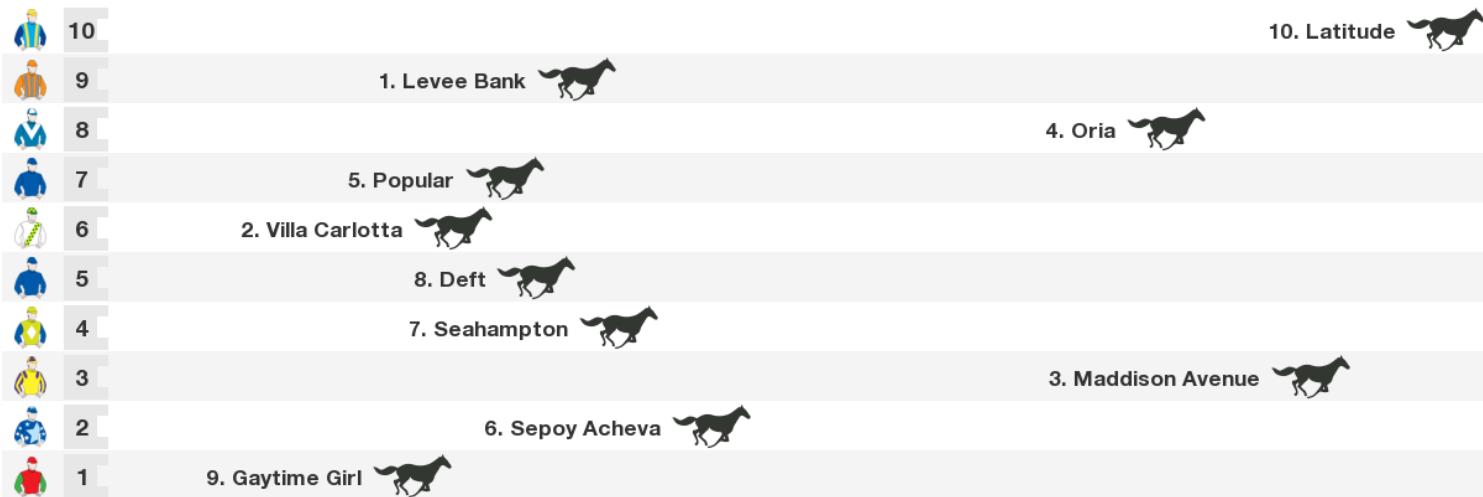 10 10. Latitude
9 1. Levee Bank
8 4. Oria
7 5. Popular
6 2. Villa Carlotta
5 8. Deft
4 7. Seahampton
3 3. Maddison Avenue
2 6. Sepoy Acheva
1 9. Gaytime Girl